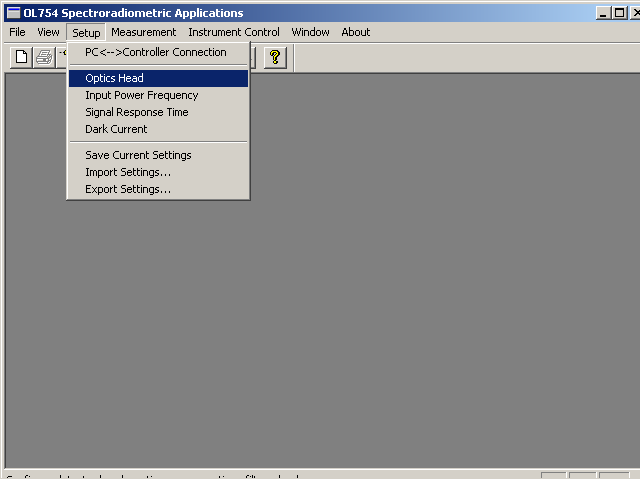 OL754 Spectroradiometric Applications
File View Setup Measurement Instrument Control Window About
?
PC<-->Controller Connection
Optics Head
Input Power Frequency
Signal Response Time
Dark Current
Save Current Settings
Import Settings...
Export Settings...